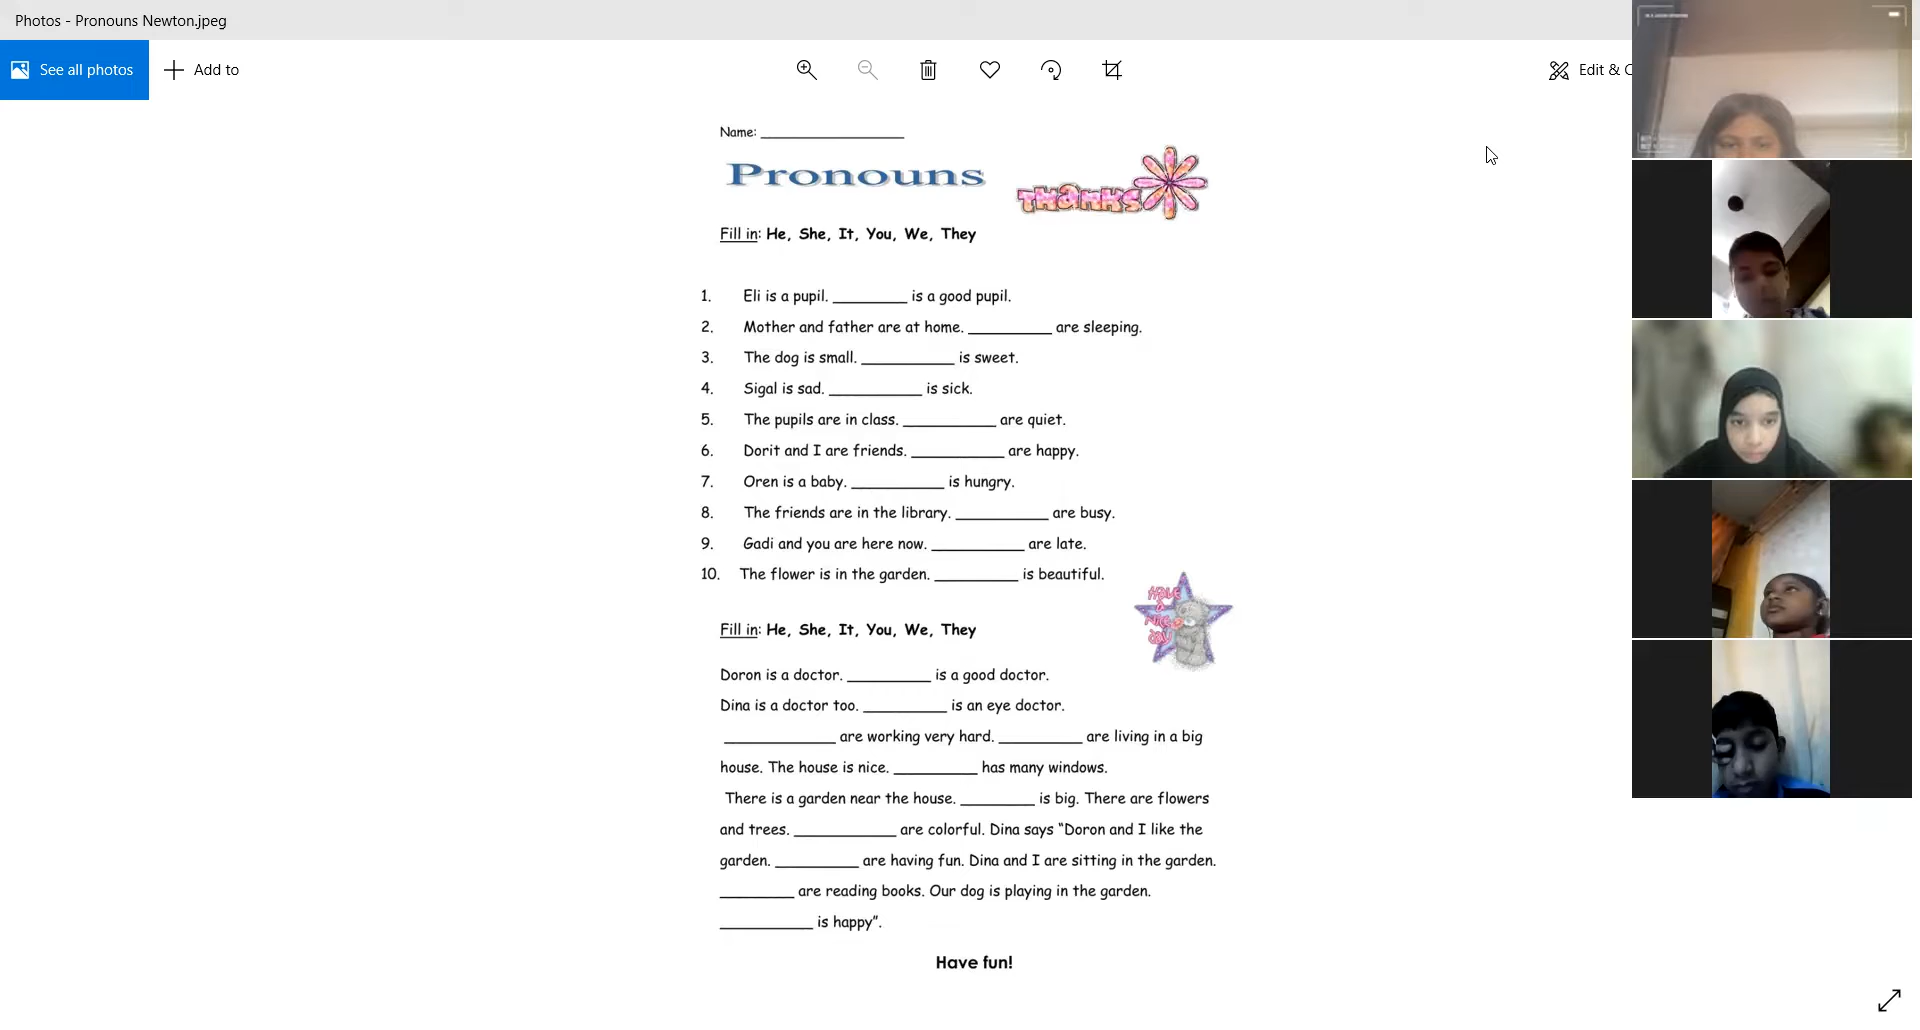 Photos - Pronouns Newton.jpeg
See all photos
Add to
Edit & C
Name: __________________
Pronouns
Thanks
Fill in: He, She, It, You, We, They
1. Eli is a pupil. ________ is a good pupil.
2. Mother and father are at home. _________ are sleeping.
3. The dog is small. __________ is sweet.
4. Sigal is sad. __________ is sick.
5. The pupils are in class. __________ are quiet.
6. Dorit and I are friends. __________ are happy.
7. Oren is a baby. __________ is hungry.
8. The friends are in the library. __________ are busy.
9. Gadi and you are here now. __________ are late.
10. The flower is in the garden. _________ is beautiful.
Have
a
nice
day
Fill in: He, She, It, You, We, They
Doron is a doctor. _________ is a good doctor.
Dina is a doctor too. _________ is an eye doctor.
____________ are working very hard. _________ are living in a big
house. The house is nice. _________ has many windows.
There is a garden near the house. ________ is big. There are flowers
and trees. ___________ are colorful. Dina says “Doron and I like the
garden. _________ are having fun. Dina and I are sitting in the garden.
________ are reading books. Our dog is playing in the garden.
__________ is happy”.
Have fun!